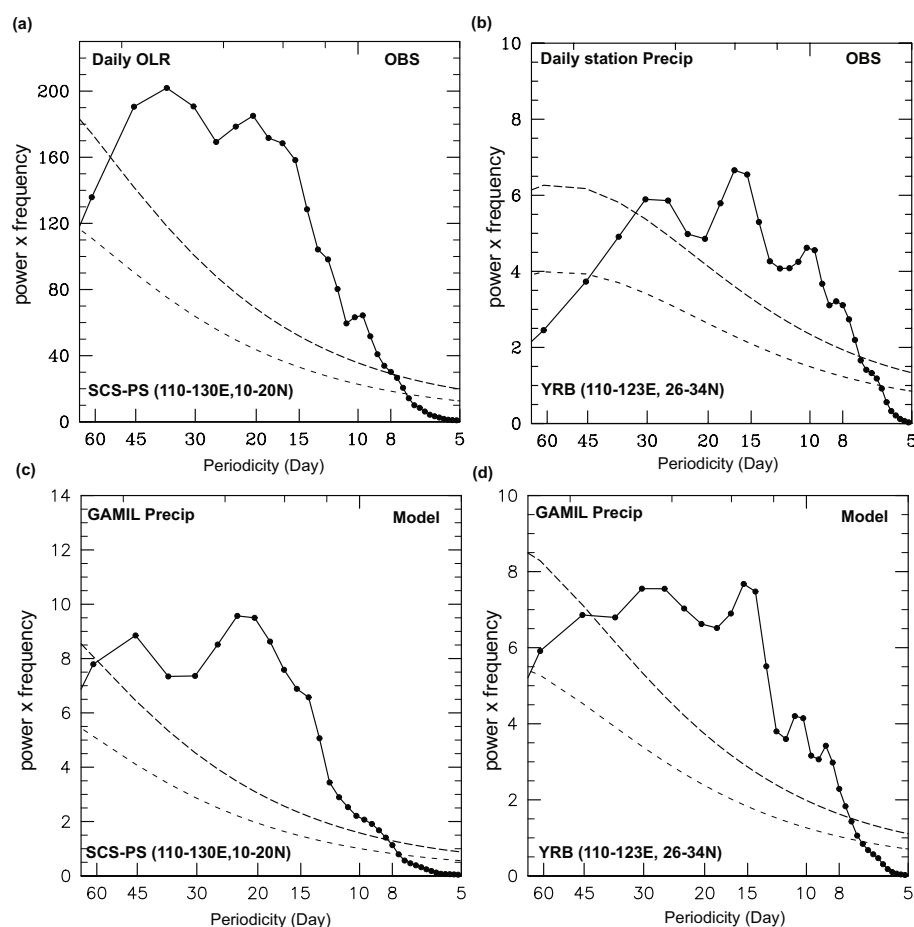 (a)
Daily OLR OBS
200
160
120
80
60
40
20
0
power x frequency
SCS-PS (110-130E,10-20N)
60 45 30 20 15 10 8 5
Periodicity (Day)
(b)
Daily station Precip OBS
10
8
6
4
2
0
power x frequency
YRB (110-123E, 26-34N)
60 45 30 20 15 10 8 5
Periodicity (Day)
(c)
GAMIL Precip Model
14
12
10
8
6
4
2
0
power x frequency
SCS-PS (110-130E,10-20N)
60 45 30 20 15 10 8 5
Periodicity (Day)
(d)
GAMIL Precip Model
10
8
6
4
2
0
power x frequency
YRB (110-123E, 26-34N)
60 45 30 20 15 10 8 5
Periodicity (Day)